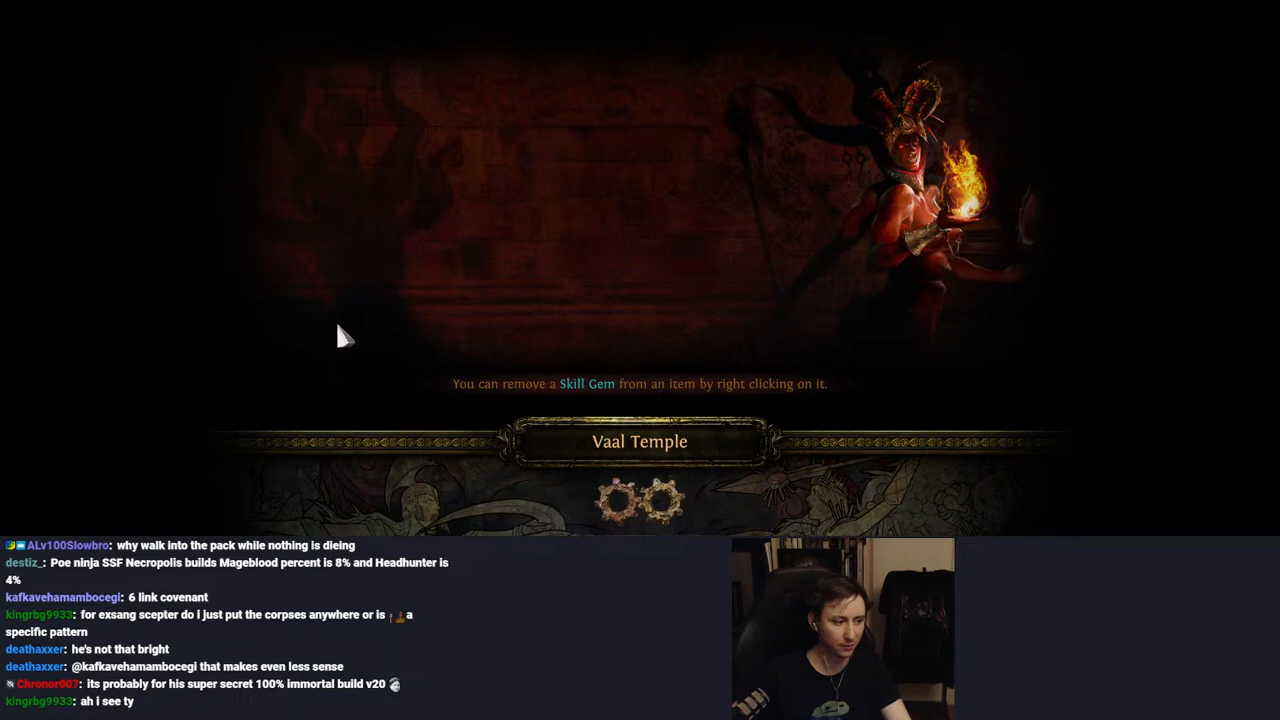 You can remove a Skill Gem from an item by right clicking on it.
Vaal Temple
ALv100Slowbro: why walk into the pack while nothing is dieing
destiz_: Poe ninja SSF Necropolis builds Mageblood percent is 8% and Headhunter is
4%
kafkavehamambocegi: 6 link covenant
kingrbg9933: for exsang scepter do i just put the corpses anywhere or is a
specific pattern
deathaxxer: he's not that bright
deathaxxer: @kafkavehamambocegi that makes even less sense
Chronor007: its probably for his super secret 100% immortal build v20
kingrbg9933: ah i see ty